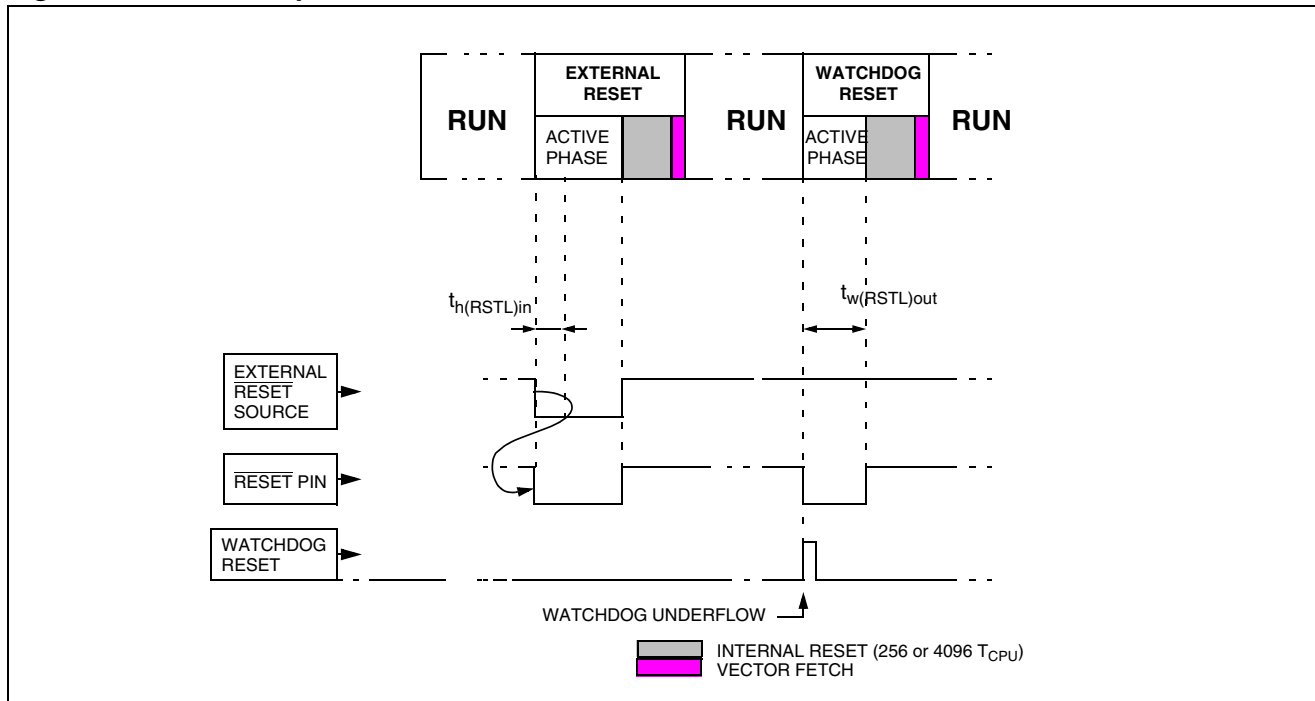 EXTERNAL
RESET
WATCHDOG
RESET
RUN
ACTIVE
PHASE
RUN
ACTIVE
PHASE
RUN
th(RSTL)in
tw(RSTL)out
EXTERNAL
RESET
SOURCE
RESET PIN
WATCHDOG
RESET
WATCHDOG UNDERFLOW
INTERNAL RESET (256 or 4096 TCPU)
VECTOR FETCH